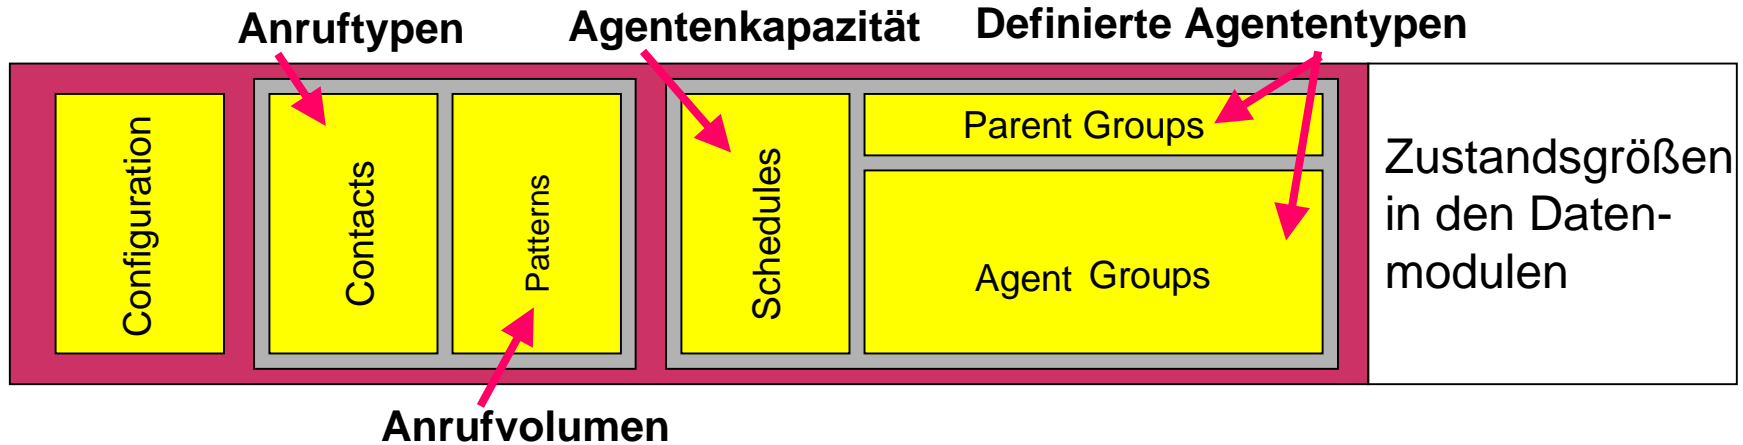 Anruftypen
Agentenkapazität
Definierte Agententypen
Configuration
Contacts
Patterns
Schedules
Parent Groups
Agent Groups
Zustandsgrößen
in den Daten-
modulen
Anrufvolumen